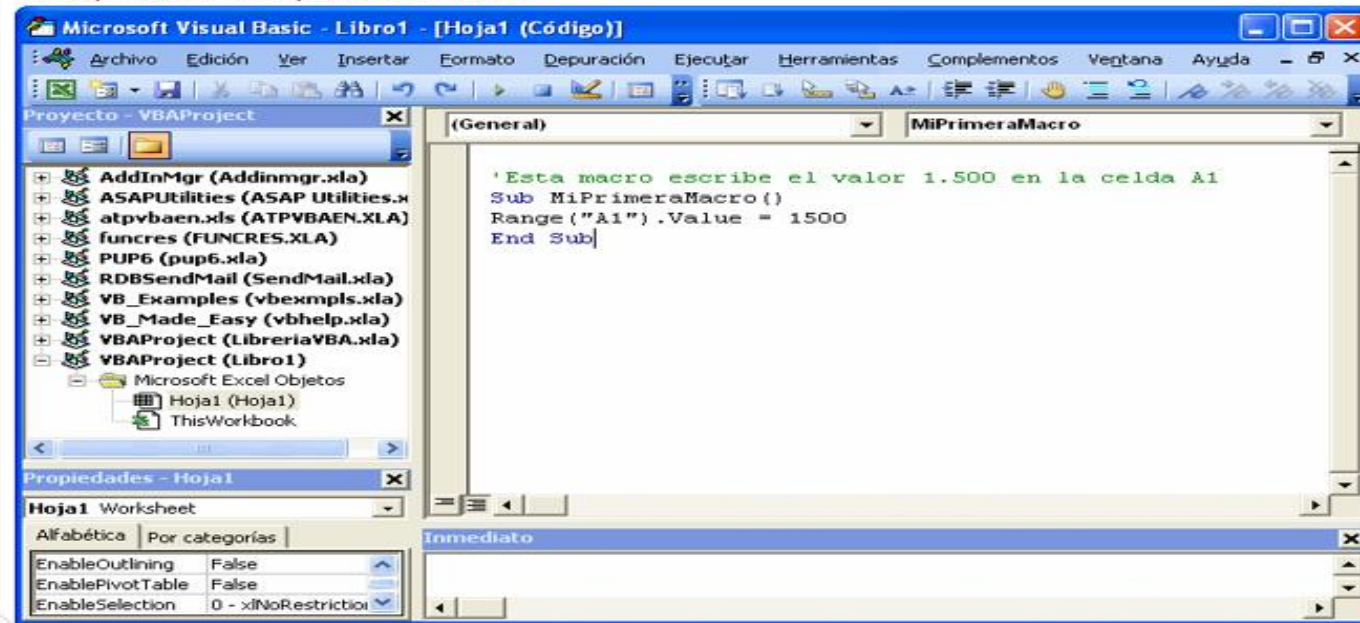 Microsoft Visual Basic - Libro1 - [Hoja1 (Código)]
Archivo Edición Ver Insertar Formato Depuración Ejecutar Herramientas Complementos Ventana Ayuda
Proyecto - VBAProject
(General) MiPrimeraMacro
AddInMgr (Addinmgr.xla)
ASAPUtilities (ASAP Utilities.x
atpvbaen.xls (ATPVBAEN.XLA)
funcres (FUNCRES.XLA)
PUP6 (pup6.xla)
RDBSendMail (SendMail.xla)
VB_Examples (vbexmpls.xla)
VB_Made_Easy (vbhelp.xla)
VBAProject (LibreriaVBA.xla)
VBAProject (Libro1)
Microsoft Excel Objetos
Hoja1 (Hoja1)
ThisWorkbook
'Esta macro escribe el valor 1.500 en la celda A1
Sub MiPrimeraMacro()
Range("A1").Value = 1500
End Sub
Propiedades - Hoja1
Hoja1 Worksheet
Alfabética Por categorías
EnableOutlining False
EnablePivotTable False
EnableSelection 0 - xlNoRestriction
Inmediato